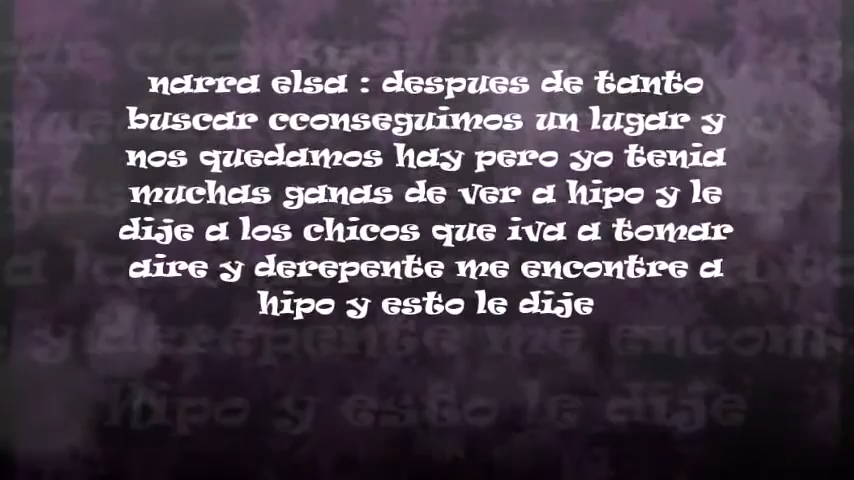 narra elsa : despues de tanto
buscar cconseguimos un lugar y
nos quedamos hay pero yo tenia
muchas ganas de ver a hipo y le
dije a los chicos que iva a tomar
aire y derepente me encontre a
hipo y esto le dije